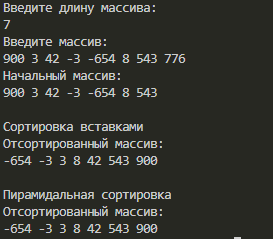 Введите длину массива:
7
Введите массив:
900 3 42 -3 -654 8 543 776
Начальный массив:
900 3 42 -3 -654 8 543
Сортировка вставками
Отсортированный массив:
-654 -3 3 8 42 543 900
Пирамидальная сортировка
Отсортированный массив:
-654 -3 3 8 42 543 900